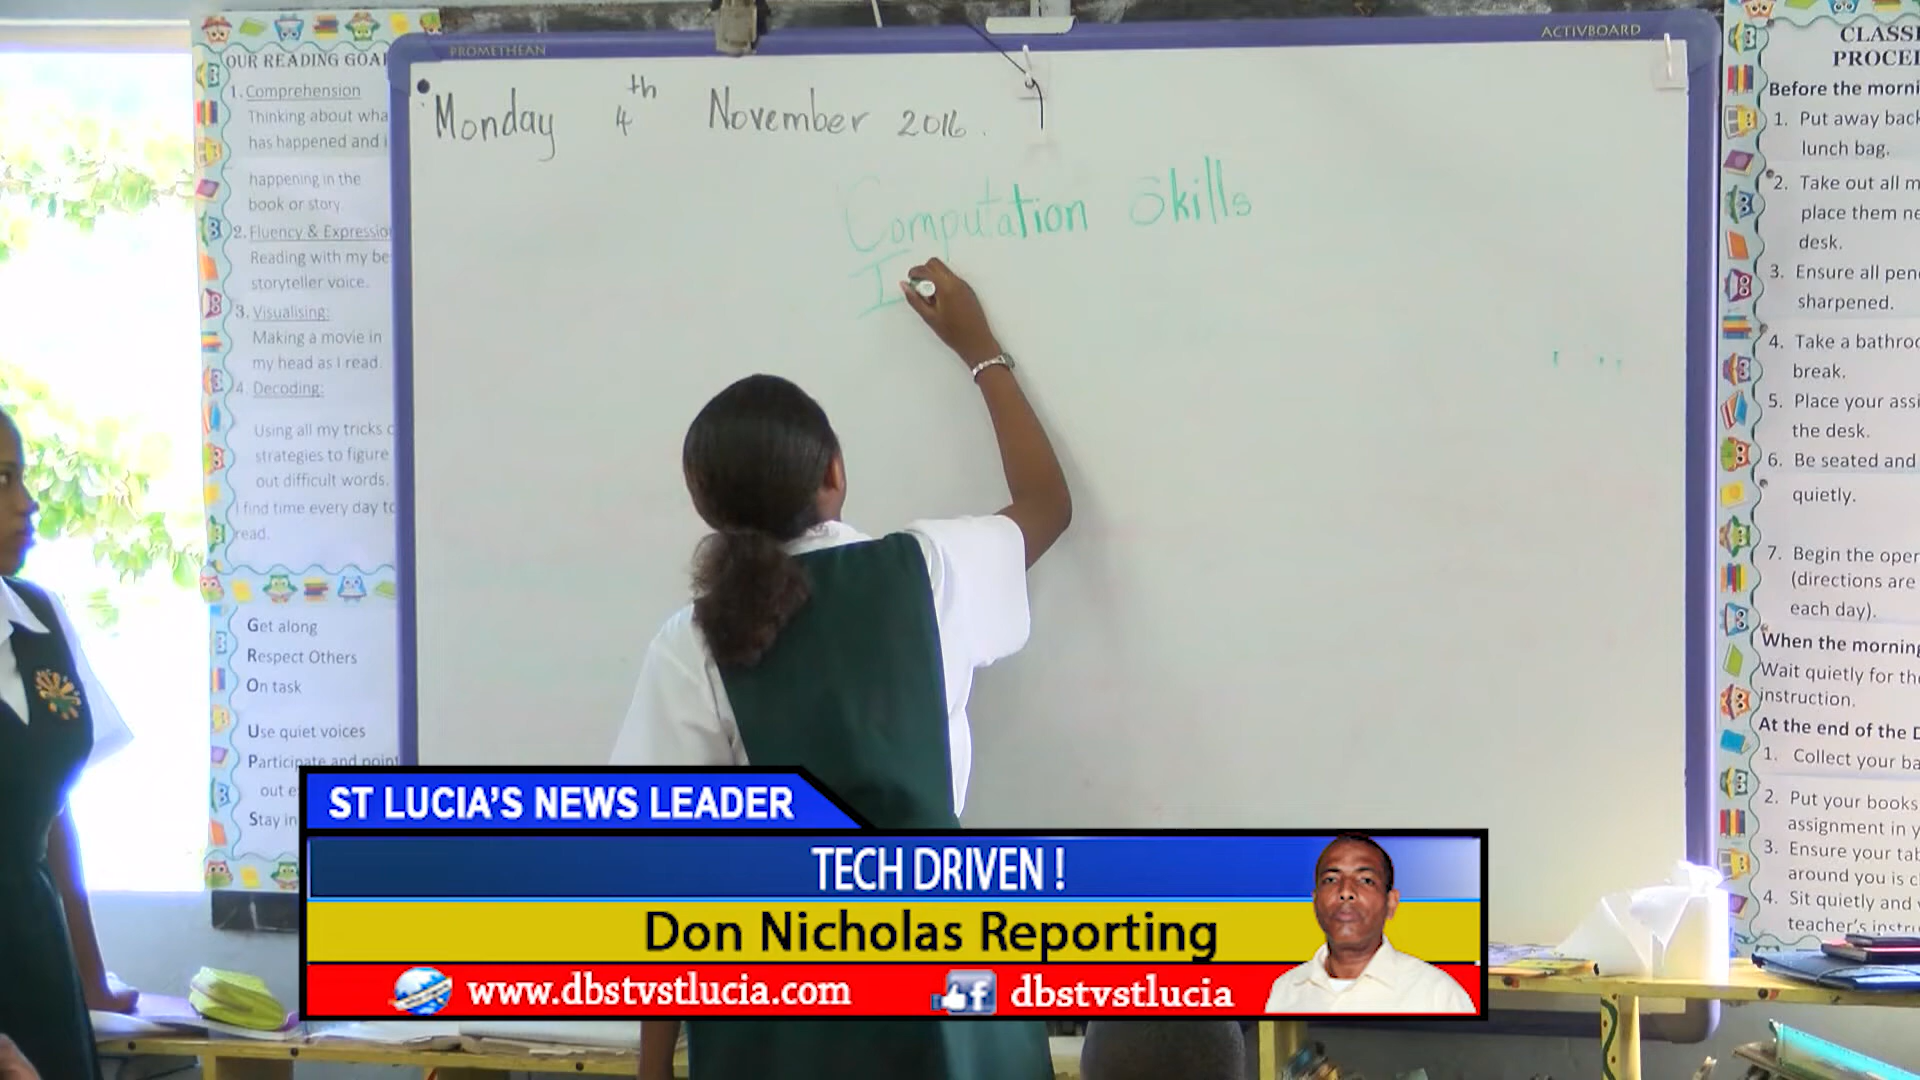 OUR READING GOA
1. Comprehension
Thinking about wha
has happened and i
happening in the
book or story.
2. Fluency & Expressio
Reading with my be
storyteller voice.
3. Visualising:
Making a movie in
my head as I read.
4. Decoding:
Using all my tricks o
strategies to figure
out difficult words.
I find time every day to
read.
Get along
Respect Others
On task
Use quiet voices
Participate and point
out e
Stay in
PROMETHEAN
ACTIVBOARD
Monday 4th November 2016.
Computation Skills
I
CLASS
PROCE
Before the morni
1. Put away back
lunch bag.
2. Take out all m
place them ne
desk.
3. Ensure all pen
sharpened.
4. Take a bathroo
break.
5. Place your assi
the desk.
6. Be seated and
quietly.
7. Begin the oper
(directions are
each day).
When the morning
Wait quietly for the
instruction.
At the end of the D
1. Collect your ba
2. Put your books
assignment in y
3. Ensure your tab
around you is c
4. Sit quietly and
teacher's instru
ST LUCIA'S NEWS LEADER
TECH DRIVEN !
Don Nicholas Reporting
www.dbstvstlucia.com
f dbstvstlucia